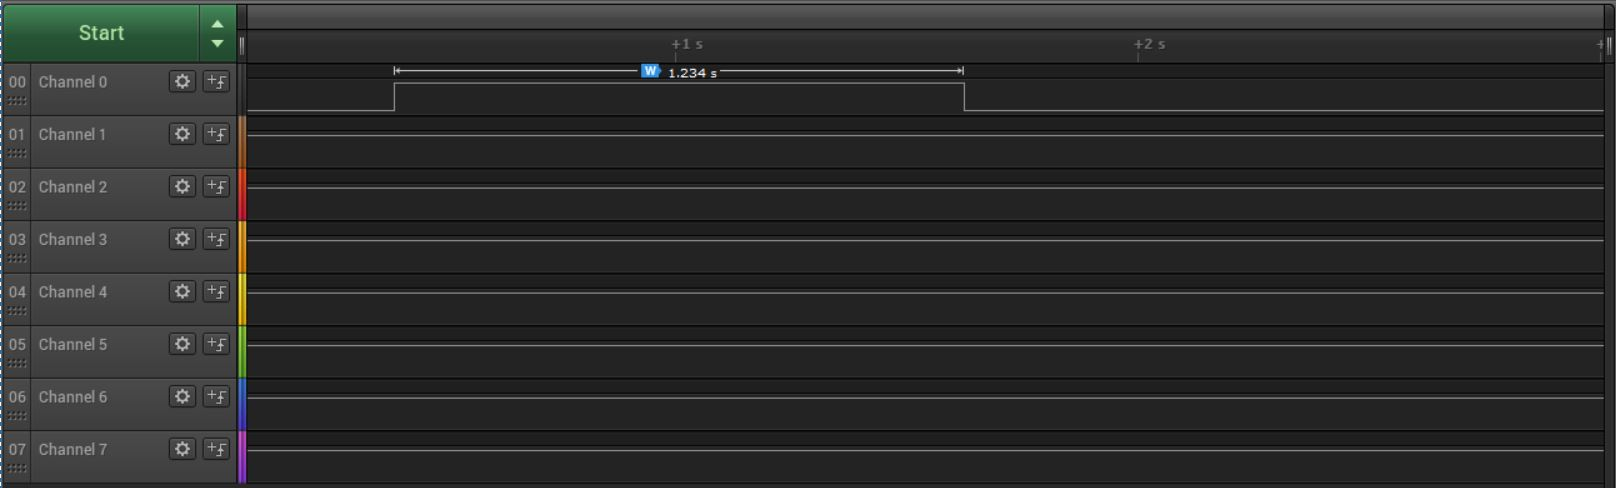 Start
+1 s
+2 s
+
W 1.234 s
00 Channel 0
01 Channel 1
02 Channel 2
03 Channel 3
04 Channel 4
05 Channel 5
06 Channel 6
07 Channel 7